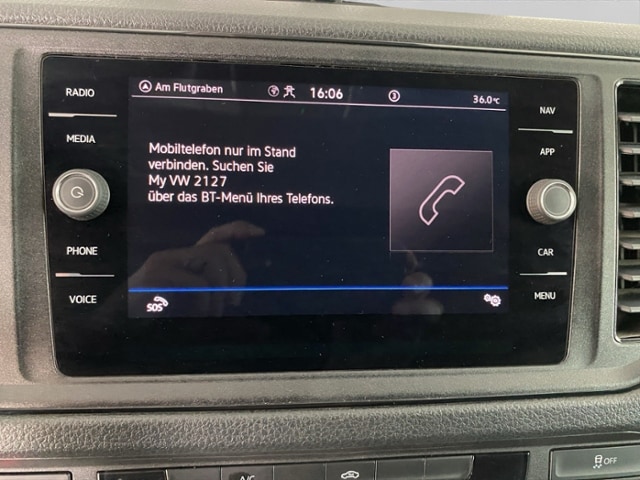 RADIO
MEDIA
PHONE
VOICE
Am Flutgraben
16:06
3
36.0°C
Mobiltelefon nur im Stand
verbinden. Suchen Sie
My VW 2127
über das BT-Menü Ihres Telefons.
SOS
NAV
APP
CAR
MENU
A/C
OFF